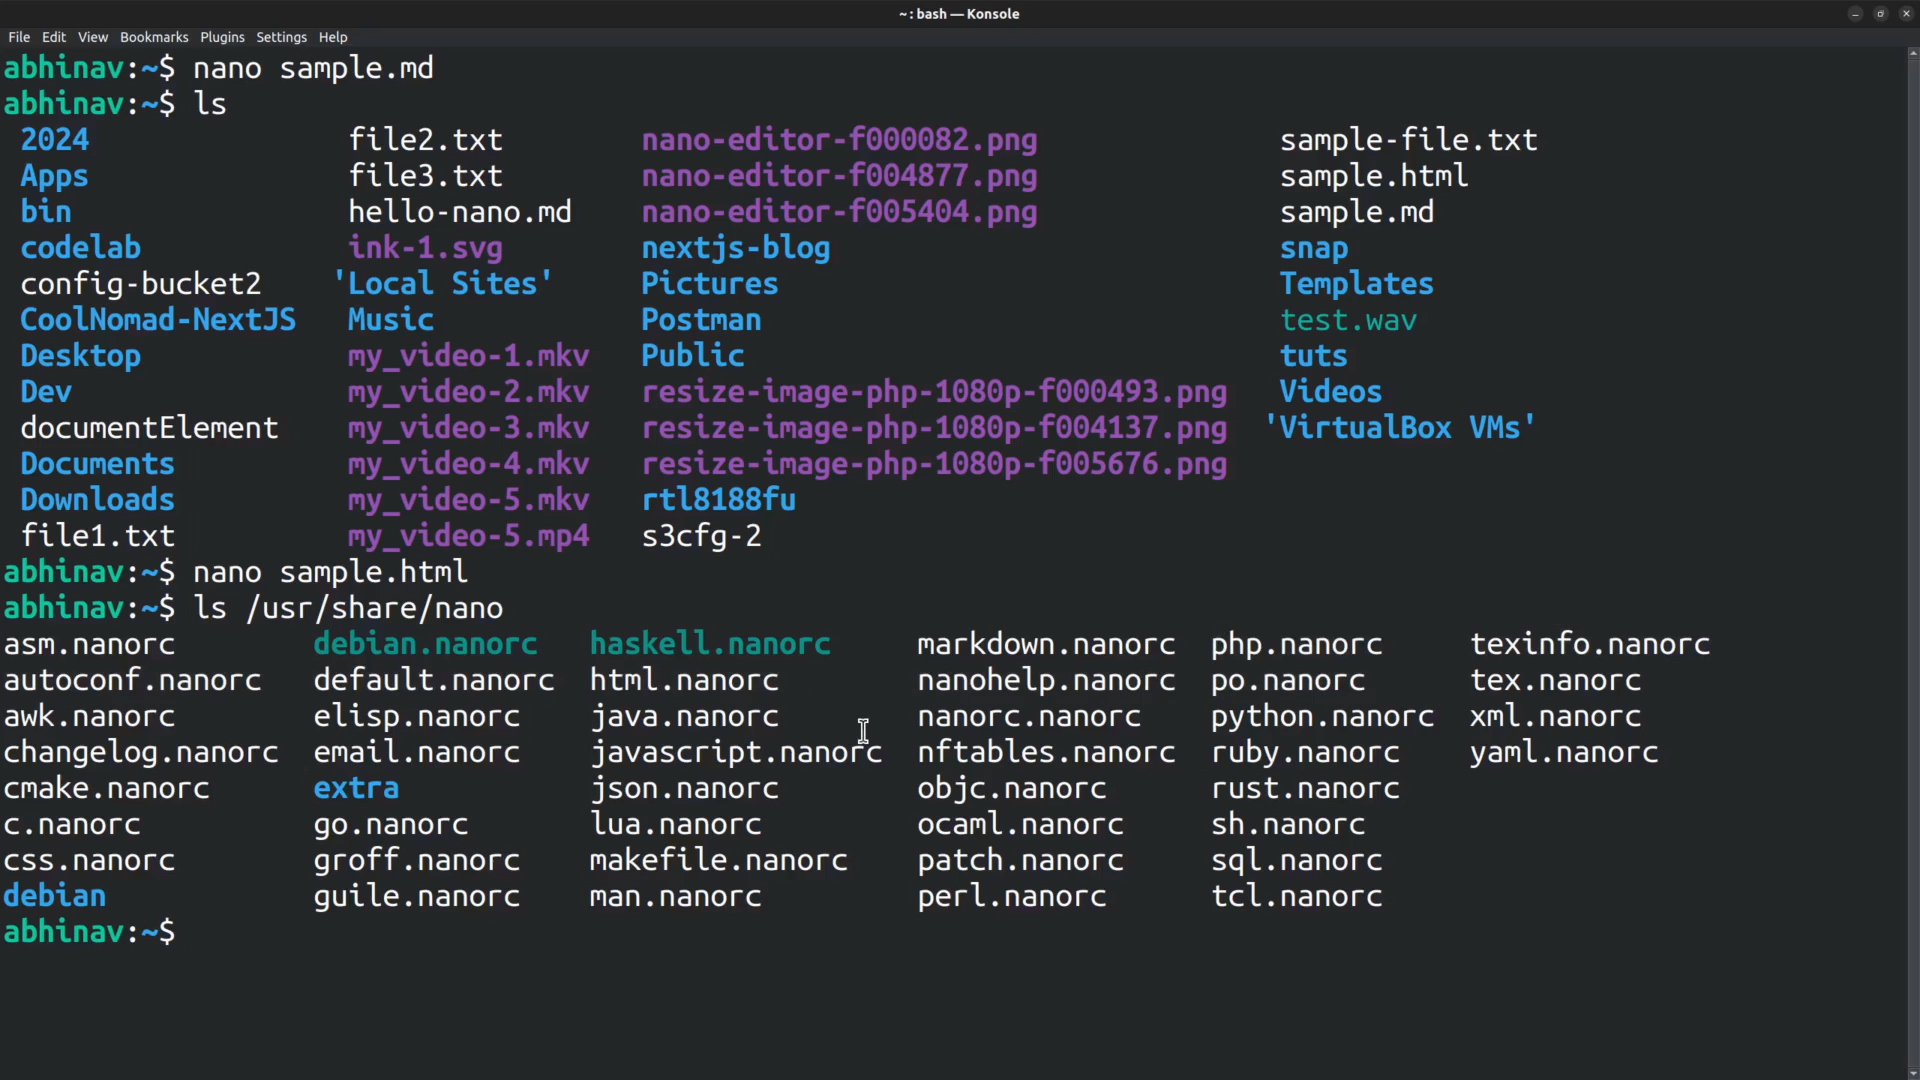 ~ : bash — Konsole
File Edit View Bookmarks Plugins Settings Help
abhinav:~$ nano sample.md
abhinav:~$ ls
2024 file2.txt nano-editor-f000082.png sample-file.txt
Apps file3.txt nano-editor-f004877.png sample.html
bin hello-nano.md nano-editor-f005404.png sample.md
codelab ink-1.svg nextjs-blog snap
config-bucket2 'Local Sites' Pictures Templates
CoolNomad-NextJS Music Postman test.wav
Desktop my_video-1.mkv Public tuts
Dev my_video-2.mkv resize-image-php-1080p-f000493.png Videos
documentElement my_video-3.mkv resize-image-php-1080p-f004137.png 'VirtualBox VMs'
Documents my_video-4.mkv resize-image-php-1080p-f005676.png
Downloads my_video-5.mkv rtl8188fu
file1.txt my_video-5.mp4 s3cfg-2
abhinav:~$ nano sample.html
abhinav:~$ ls /usr/share/nano
asm.nanorc debian.nanorc haskell.nanorc markdown.nanorc php.nanorc texinfo.nanorc
autoconf.nanorc default.nanorc html.nanorc nanohelp.nanorc po.nanorc tex.nanorc
awk.nanorc elisp.nanorc java.nanorc nanorc.nanorc python.nanorc xml.nanorc
changelog.nanorc email.nanorc javascript.nanorc nftables.nanorc ruby.nanorc yaml.nanorc
cmake.nanorc extra json.nanorc objc.nanorc rust.nanorc
c.nanorc go.nanorc lua.nanorc ocaml.nanorc sh.nanorc
css.nanorc groff.nanorc makefile.nanorc patch.nanorc sql.nanorc
debian guile.nanorc man.nanorc perl.nanorc tcl.nanorc
abhinav:~$